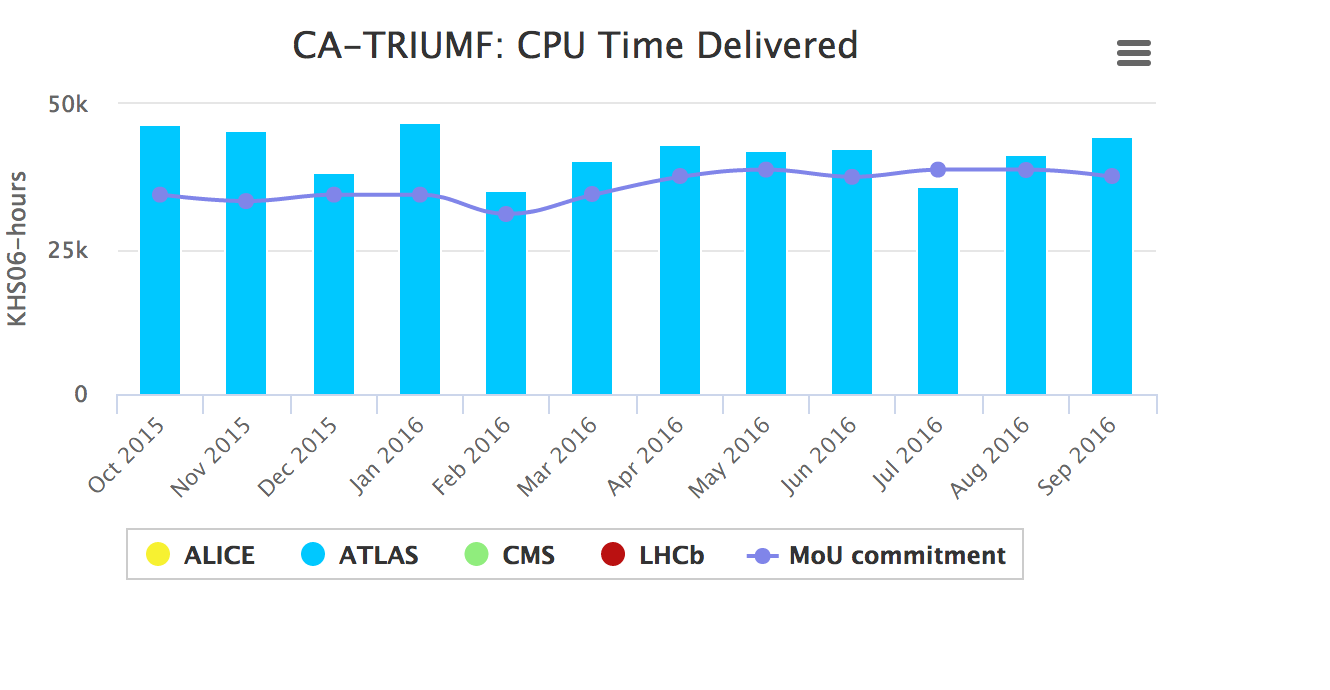 CA-TRIUMF: CPU Time Delivered
50k
25k
0
KHS06-hours
Oct 2015
Nov 2015
Dec 2015
Jan 2016
Feb 2016
Mar 2016
Apr 2016
May 2016
Jun 2016
Jul 2016
Aug 2016
Sep 2016
ALICE ATLAS CMS LHCb MoU commitment